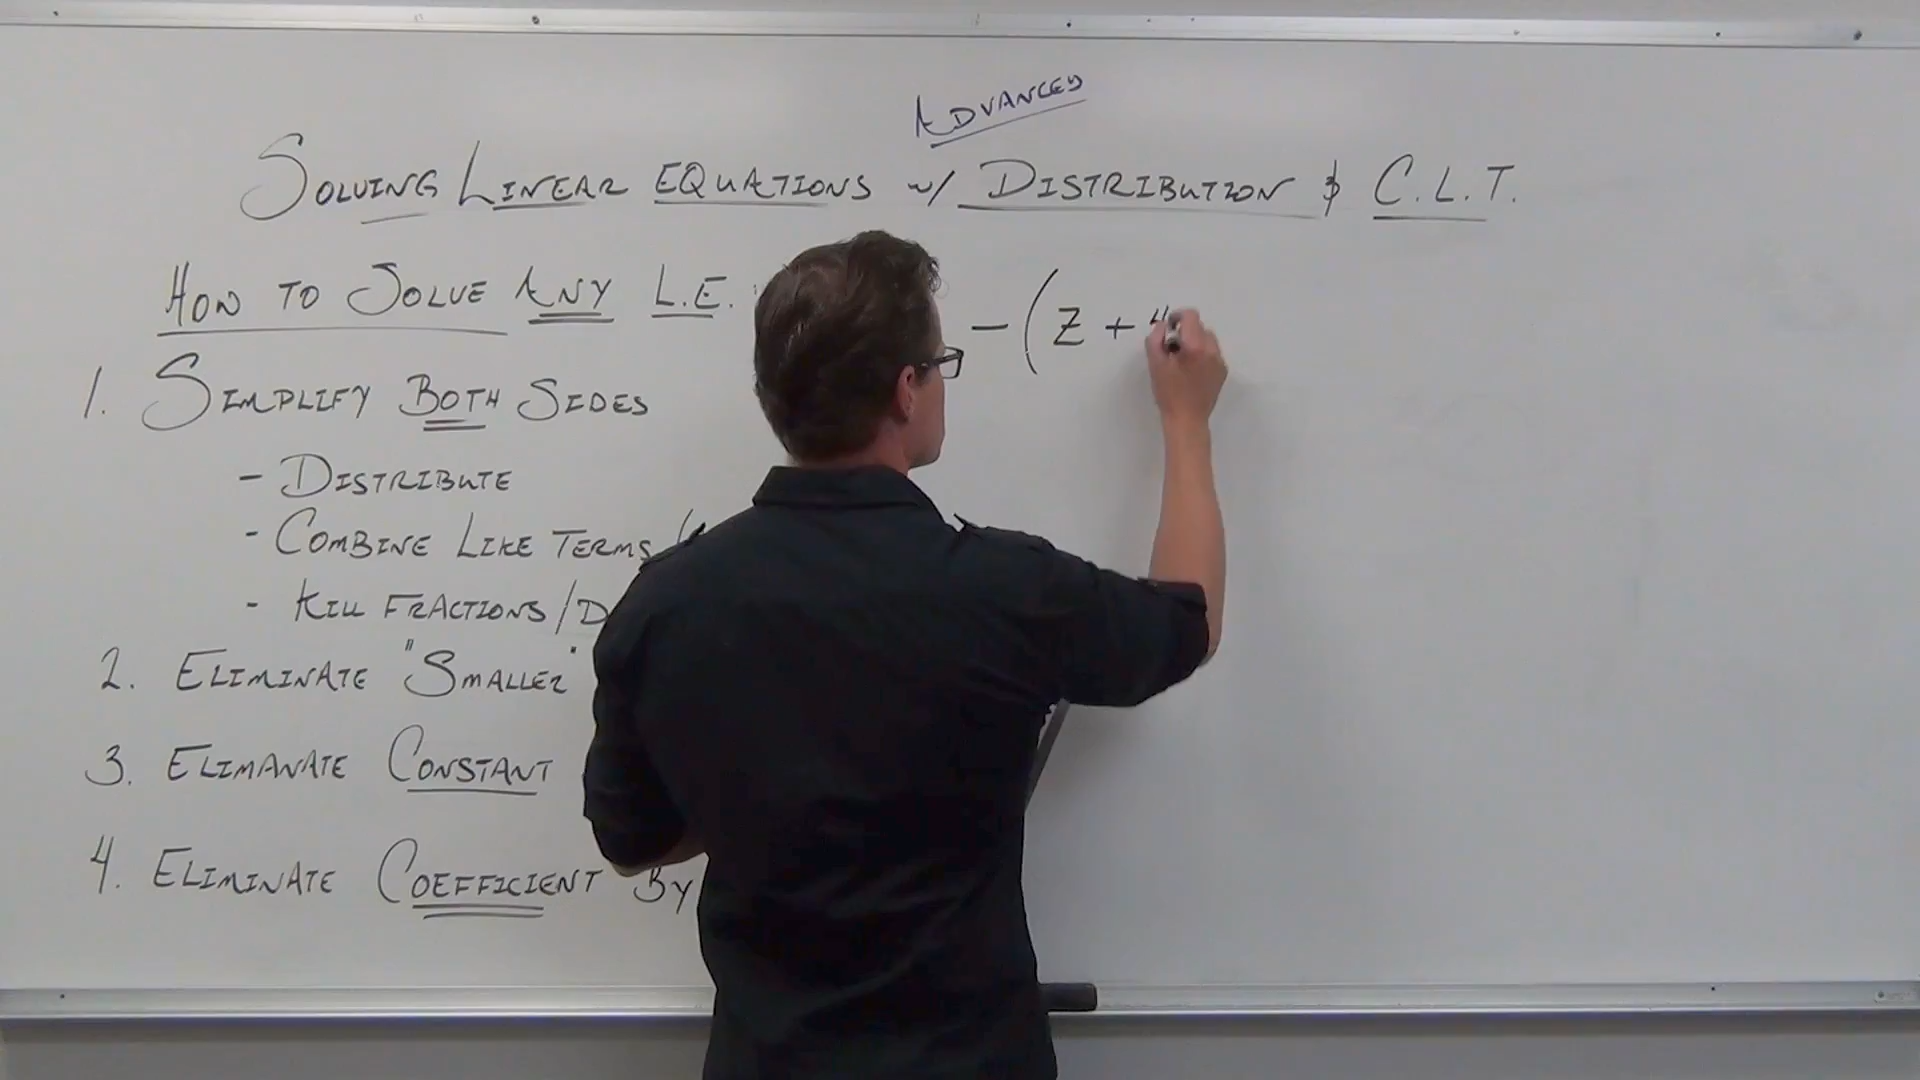 ADVANCED
SOLVING LINEAR EQUATIONS w/ DISTRIBUTION & C.L.T.
HOW TO SOLVE ANY L.E.
- (Z + 4
1. SIMPLIFY BOTH SIDES
- DISTRIBUTE
- COMBINE LIKE TERMS
- KILL FRACTIONS/D
2. ELIMINATE "SMALLER"
3. ELIMANATE CONSTANT
4. ELIMINATE COEFFICIENT BY